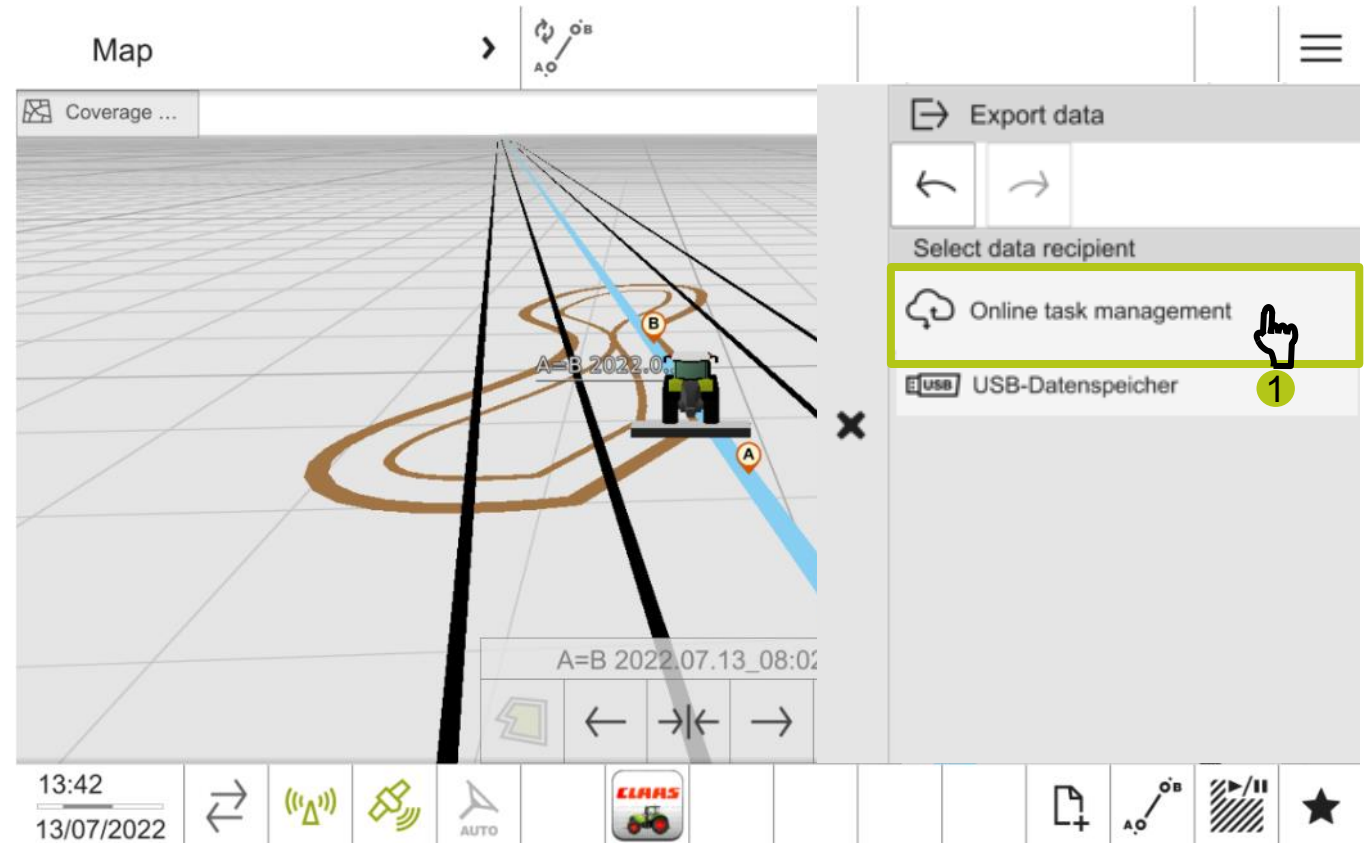 Map
A B
Coverage ...
Export data
Select data recipient
Online task management
USB USB-Datenspeicher
1
B
A=B 2022.0...
A
A=B 2022.07.13_08:02
13:42
13/07/2022
AUTO
CLAAS
A B